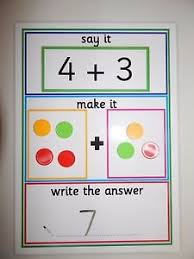 say it
4 + 3
make it
+
write the answer
7